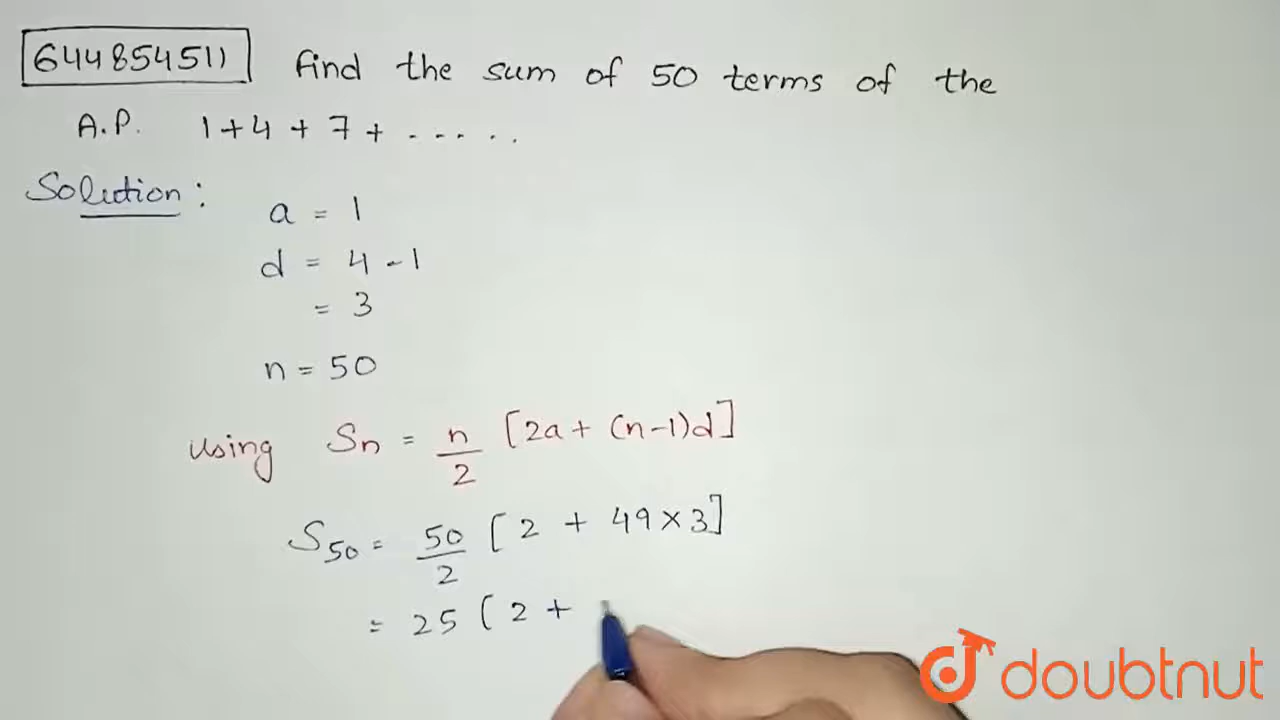 644854511 Find the sum of 50 terms of the
A.P. 1+4+7+.....
Solution:
a = 1
d = 4-1
= 3
n = 50
using Sn = n/2 [2a+ (n-1)d]
S50 = 50/2 [2 + 49×3]
= 25 (2 +
doubtnut